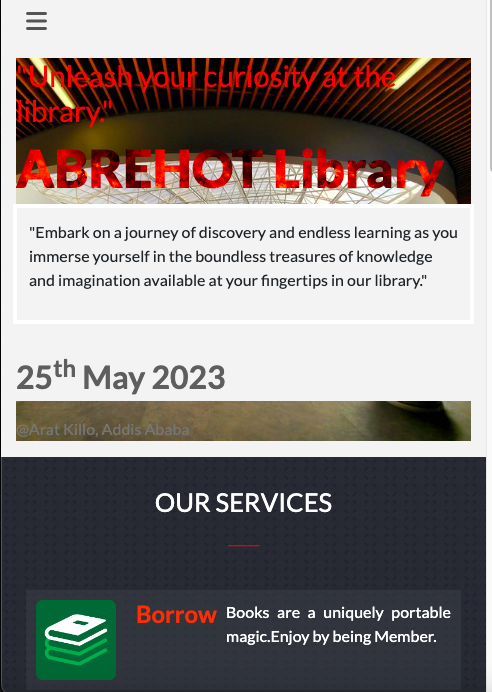 "Unleash your curiosity at the
library."
ABREHOT Library
"Embark on a journey of discovery and endless learning as you
immerse yourself in the boundless treasures of knowledge
and imagination available at your fingertips in our library."
25th May 2023
@Arat Killo, Addis Ababa
OUR SERVICES
Borrow Books are a uniquely portable
magic.Enjoy by being Member.